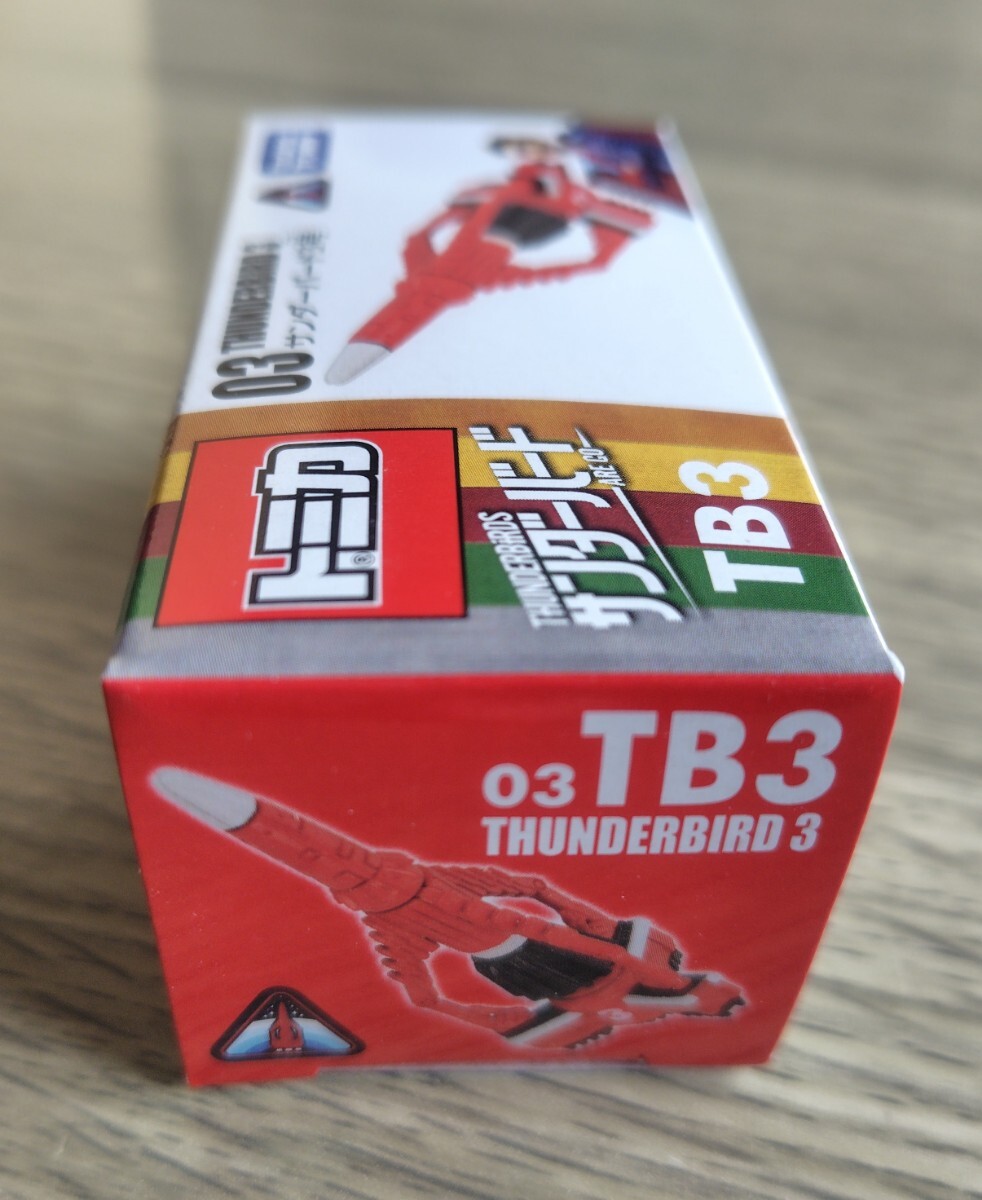 03
THUNDERBIRD 3
サンダーバード3号
トミカ®
THUNDERBIRDS
サンダーバード
ARE GO
TB3
03 TB3
THUNDERBIRD 3